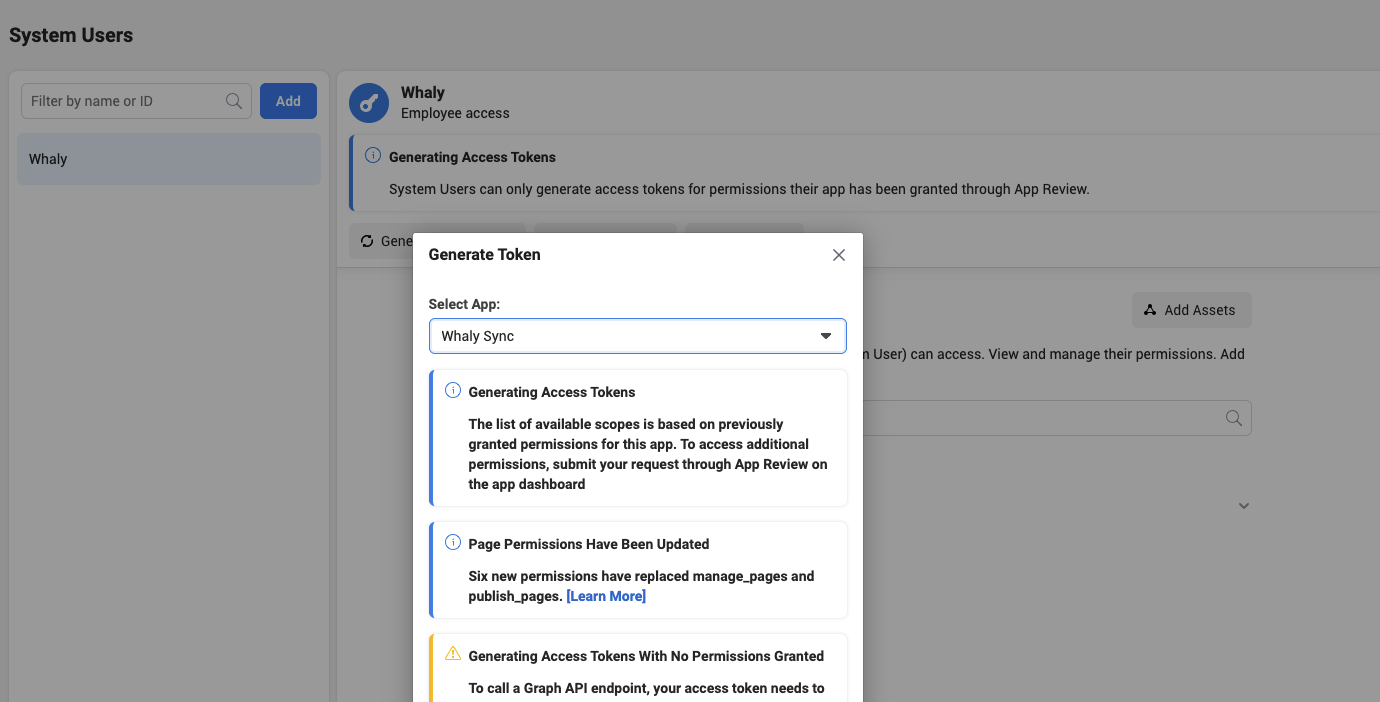 System Users
Filter by name or ID
Add
Whaly
Whaly
Employee access
Generating Access Tokens
System Users can only generate access tokens for permissions their app has been granted through App Review.
Gene
Generate Token
Select App:
Whaly Sync
Generating Access Tokens
The list of available scopes is based on previously
granted permissions for this app. To access additional
permissions, submit your request through App Review on
the app dashboard
Page Permissions Have Been Updated
Six new permissions have replaced manage_pages and
publish_pages. [Learn More]
Generating Access Tokens With No Permissions Granted
To call a Graph API endpoint, your access token needs to
Add Assets
User) can access. View and manage their permissions. Add